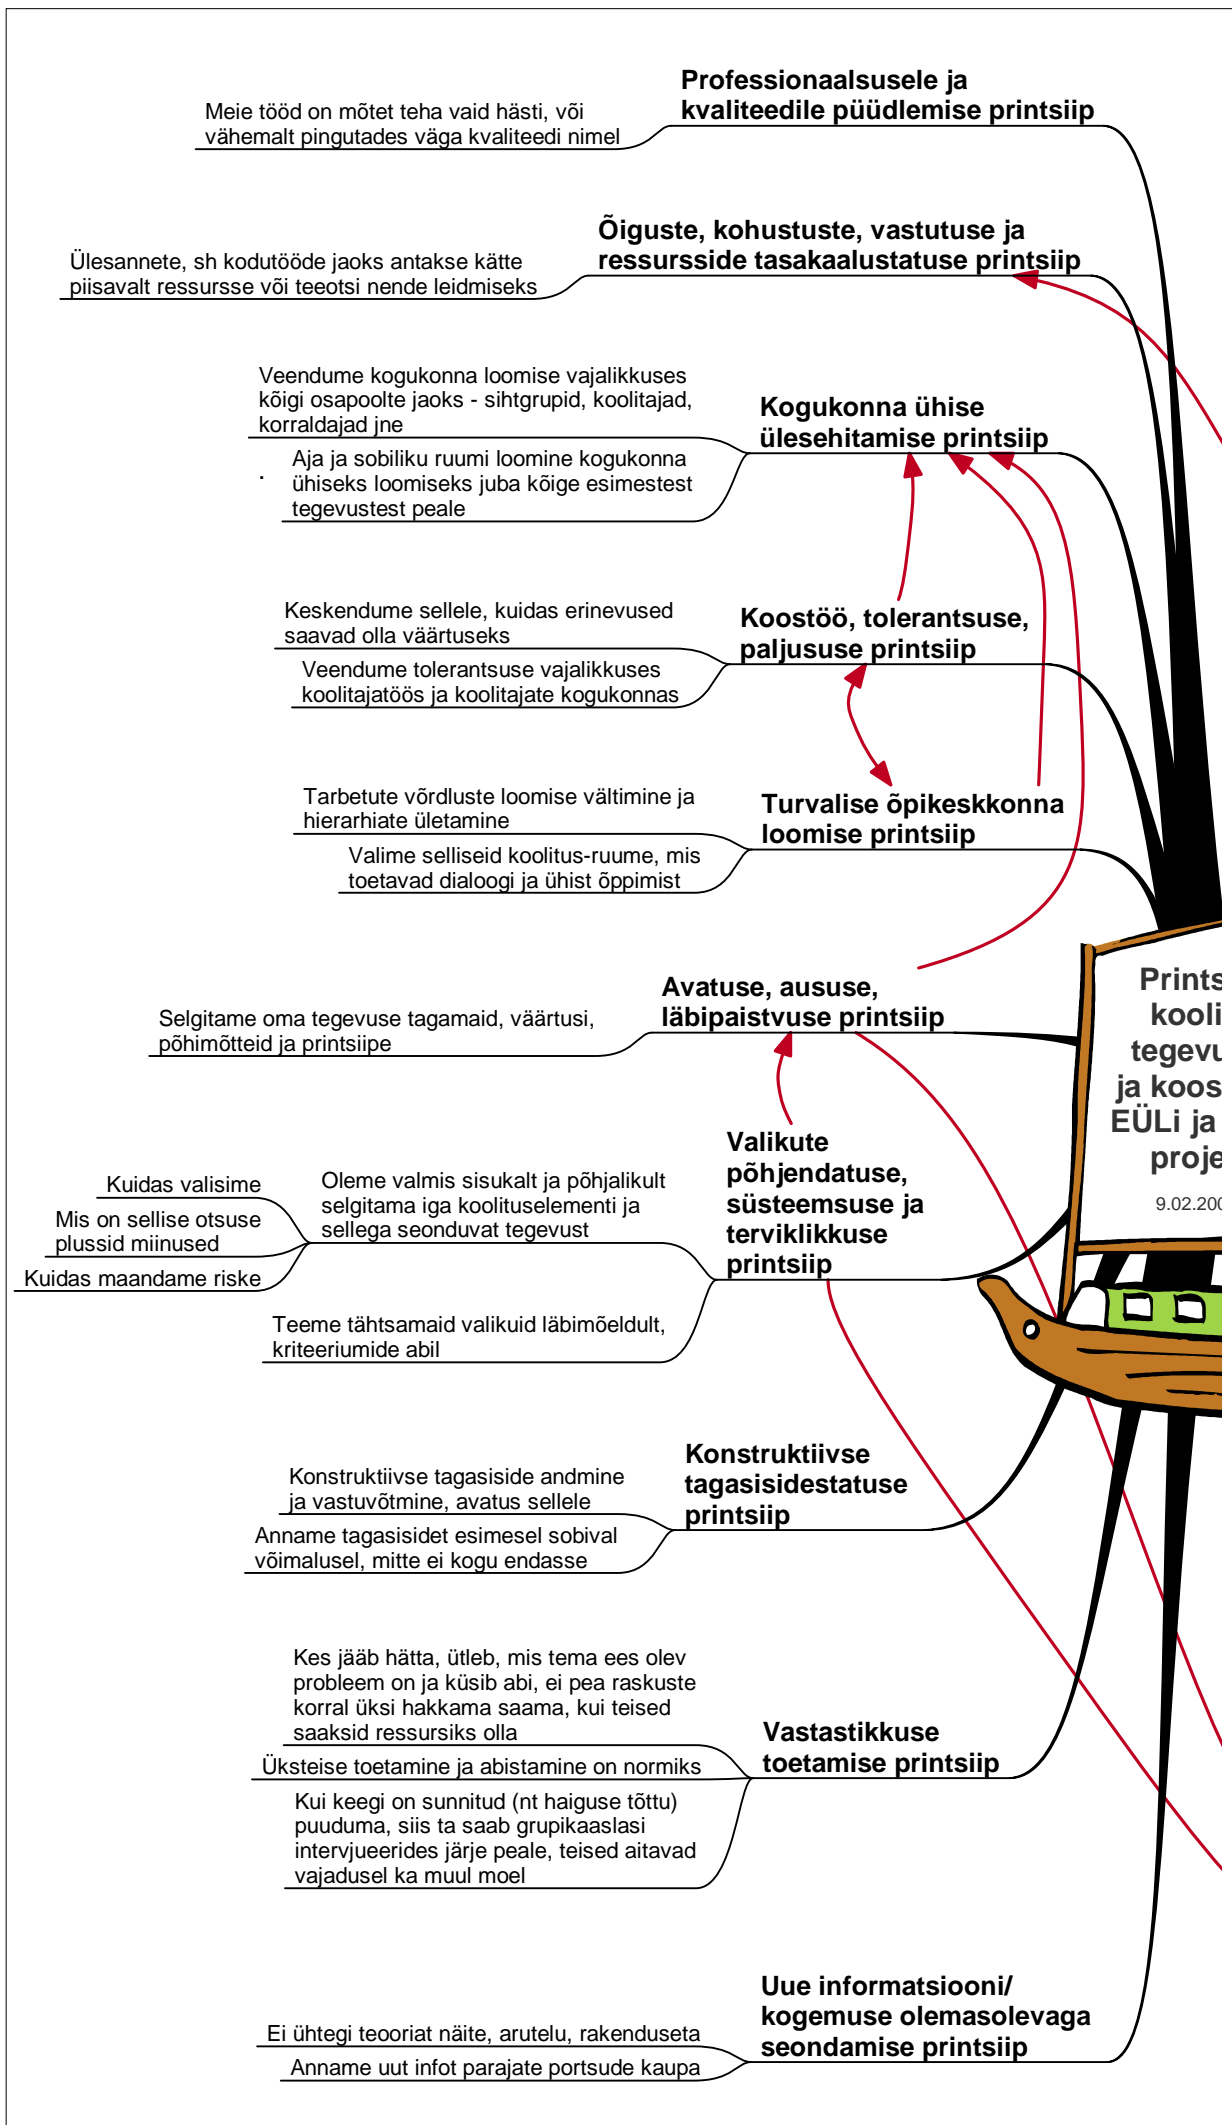 Professionaalsusele ja
kvaliteedile püüdlemise printsiip
Meie tööd on mõtet teha vaid hästi, või
vähemalt pingutades väga kvaliteedi nimel
Õiguste, kohustuste, vastutuse ja
ressursside tasakaalustatuse printsiip
Ülesannete, sh kodutööde jaoks antakse kätte
piisavalt ressursse või teeotsi nende leidmiseks
Kogukonna ühise
ülesehitamise printsiip
Veendume kogukonna loomise vajalikkuses
kõigi osapoolte jaoks - sihtgrupid, koolitajad,
korraldajad jne
Aja ja sobiliku ruumi loomine kogukonna
ühiseks loomiseks juba kõige esimestest
tegevustest peale
.
Koostöö, tolerantsuse,
paljususe printsiip
Keskendume sellele, kuidas erinevused
saavad olla väärtuseks
Veendume tolerantsuse vajalikkuses
koolitajatöös ja koolitajate kogukonnas
Turvalise õpikeskkonna
loomise printsiip
Tarbetute võrdluste loomise vältimine ja
hierarhiate ületamine
Valime selliseid koolitus-ruume, mis
toetavad dialoogi ja ühist õppimist
Avatuse, aususe,
läbipaistvuse printsiip
Selgitame oma tegevuse tagamaid, väärtusi,
põhimõtteid ja printsiipe
Prints
kooli
tegevu
ja koos
EÜLi ja
proje
9.02.200
Valikute
põhjendatuse,
süsteemsuse ja
terviklikkuse
printsiip
Oleme valmis sisukalt ja põhjalikult
selgitama iga koolituselementi ja
sellega seonduvat tegevust
Kuidas valisime
Mis on sellise otsuse
plussid miinused
Kuidas maandame riske
Teeme tähtsamaid valikuid läbimõeldult,
kriteeriumide abil
Konstruktiivse
tagasisidestatuse
printsiip
Konstruktiivse tagasiside andmine
ja vastuvõtmine, avatus sellele
Anname tagasisidet esimesel sobival
võimalusel, mitte ei kogu endasse
Vastastikkuse
toetamise printsiip
Kes jääb hätta, ütleb, mis tema ees olev
probleem on ja küsib abi, ei pea raskuste
korral üksi hakkama saama, kui teised
saaksid ressursiks olla
Üksteise toetamine ja abistamine on normiks
Kui keegi on sunnitud (nt haiguse tõttu)
puuduma, siis ta saab grupikaaslasi
intervjueerides järje peale, teised aitavad
vajadusel ka muul moel
Uue informatsiooni/
kogemuse olemasolevaga
seondamise printsiip
Ei ühtegi teooriat näite, arutelu, rakenduseta
Anname uut infot parajate portsude kaupa